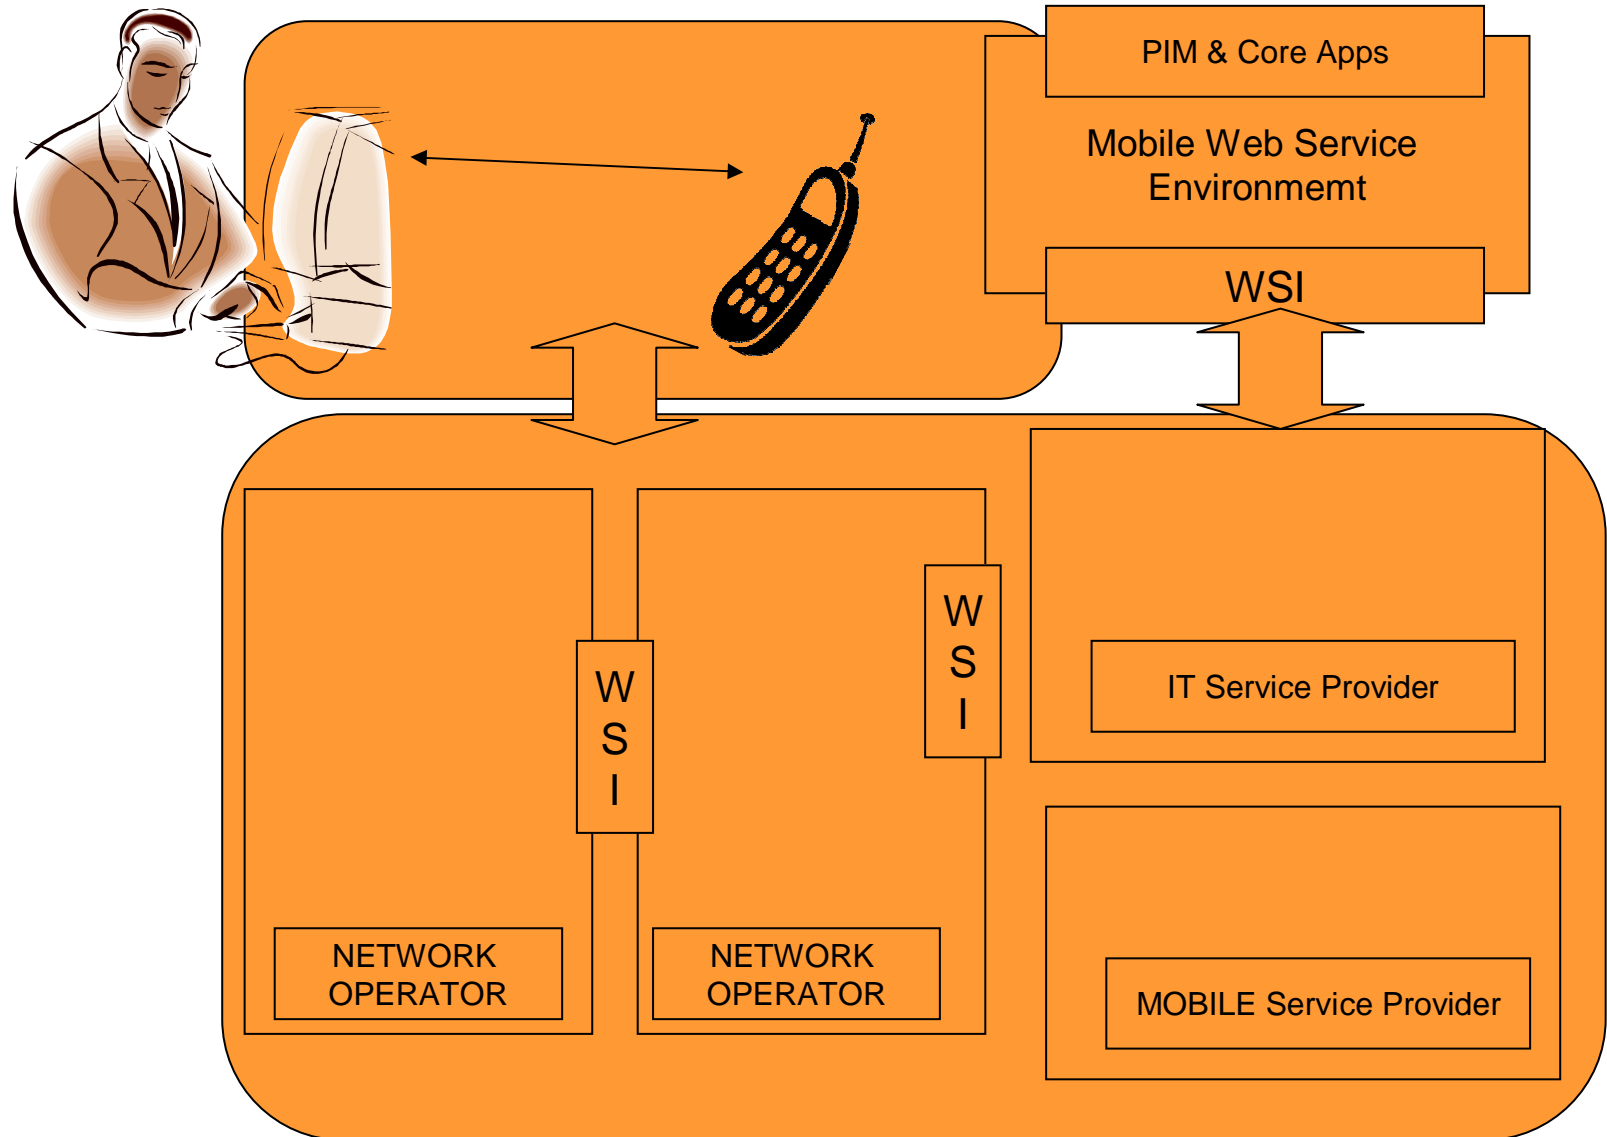 PIM & Core Apps
Mobile Web Service
Environmemt
WSI
W
S
I
W
S
I
IT Service Provider
NETWORK
OPERATOR
NETWORK
OPERATOR
MOBILE Service Provider